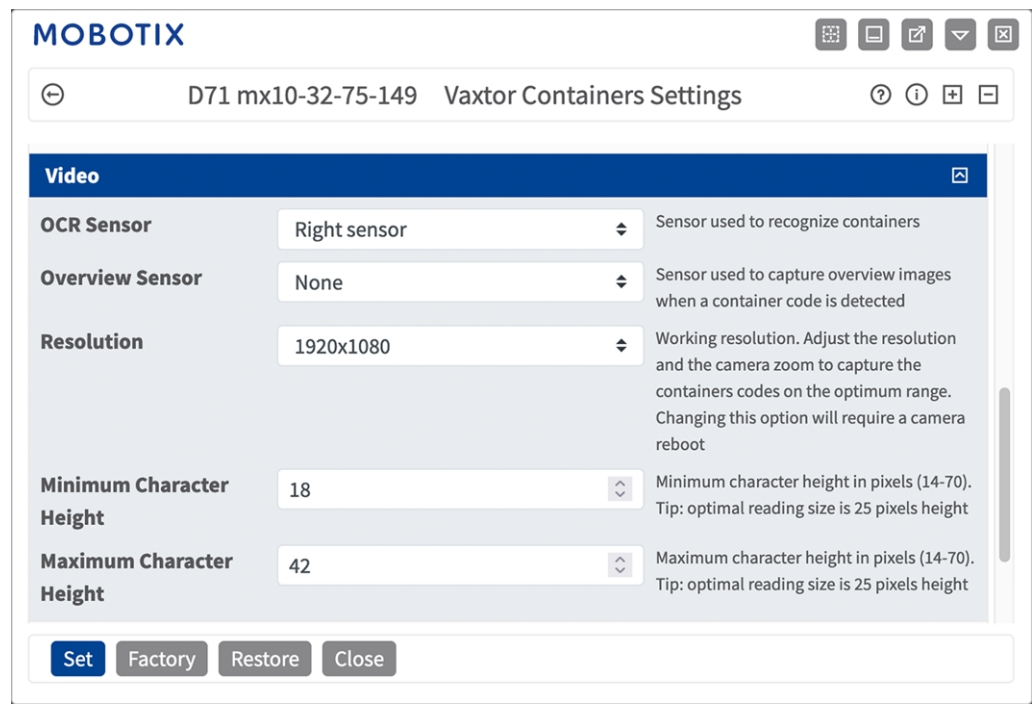 MOBOTIX
D71 mx10-32-75-149 Vaxtor Containers Settings
Video
OCR Sensor
Right sensor
Sensor used to recognize containers
Overview Sensor
None
Sensor used to capture overview images
when a container code is detected
Resolution
1920x1080
Working resolution. Adjust the resolution
and the camera zoom to capture the
containers codes on the optimum range.
Changing this option will require a camera
reboot
Minimum Character
Height
18
Minimum character height in pixels (14-70).
Tip: optimal reading size is 25 pixels height
Maximum Character
Height
42
Maximum character height in pixels (14-70).
Tip: optimal reading size is 25 pixels height
Set Factory Restore Close